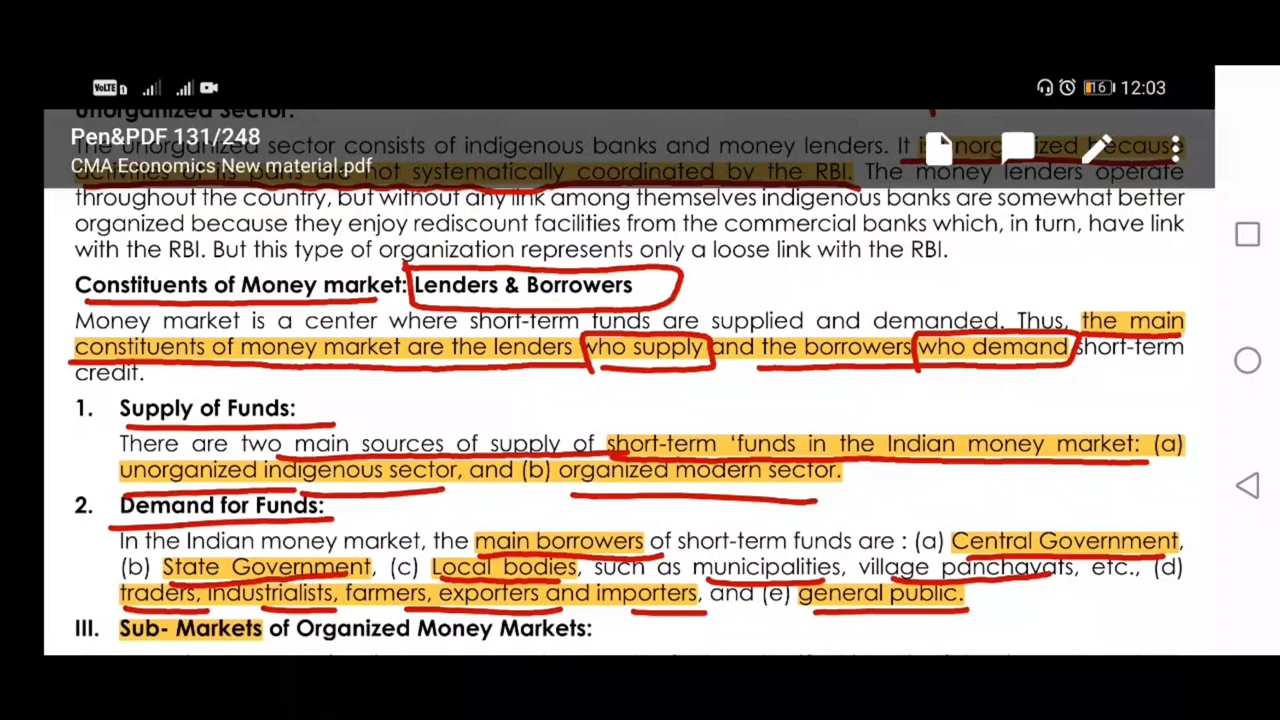 VoLTE 16 12:03
Unorganized Sector:
Pen&PDF 131/248
The unorganized sector consists of indigenous banks and money lenders. It is unorganized because
CMA Economics New material.pdf
activities of its parts are not systematically coordinated by the RBI. The money lenders operate
throughout the country, but without any link among themselves indigenous banks are somewhat better
organized because they enjoy rediscount facilities from the commercial banks which, in turn, have link
with the RBI. But this type of organization represents only a loose link with the RBI.
Constituents of Money market: Lenders & Borrowers
Money market is a center where short-term funds are supplied and demanded. Thus, the main
constituents of money market are the lenders who supply and the borrowers who demand short-term
credit.
1. Supply of Funds:
There are two main sources of supply of short-term ‘funds in the Indian money market: (a)
unorganized indigenous sector, and (b) organized modern sector.
2. Demand for Funds:
In the Indian money market, the main borrowers of short-term funds are : (a) Central Government,
(b) State Government, (c) Local bodies, such as municipalities, village panchayats, etc., (d)
traders, industrialists, farmers, exporters and importers, and (e) general public.
III. Sub- Markets of Organized Money Markets: